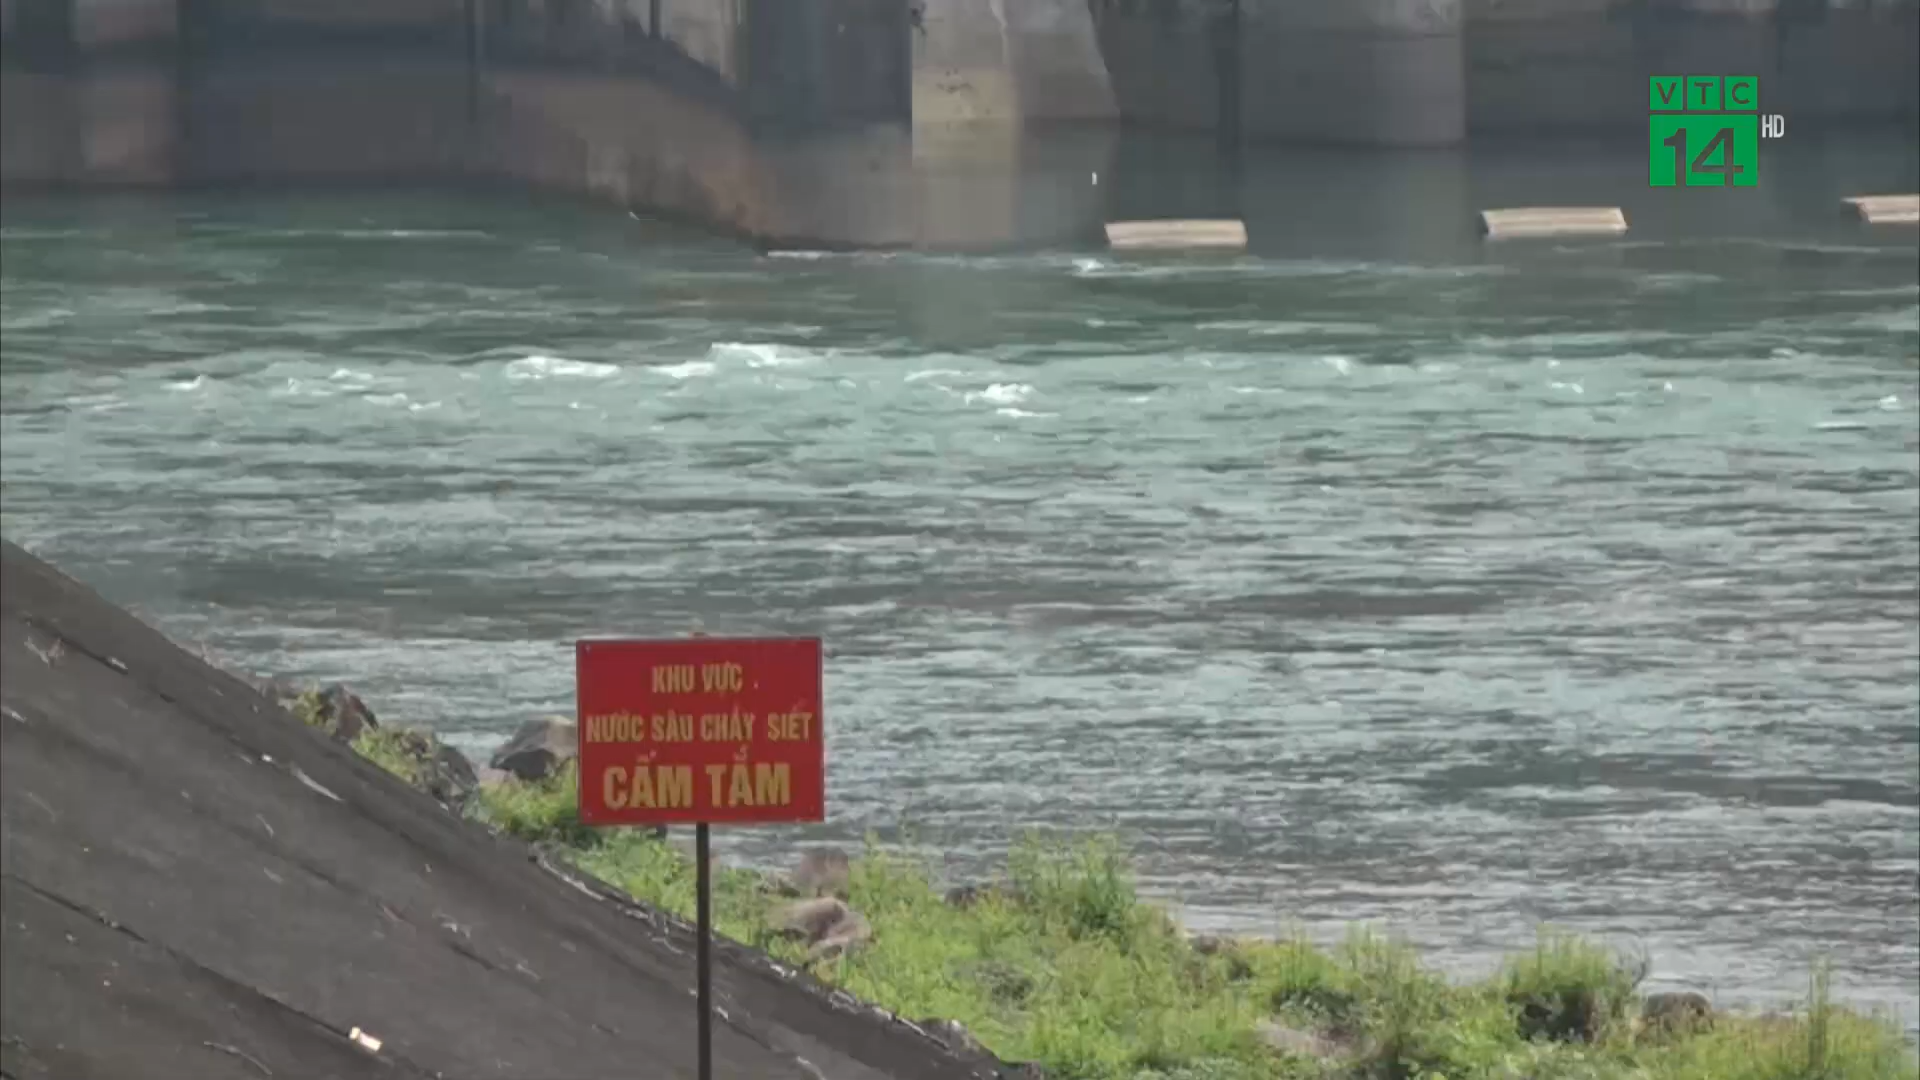 VTC
14 HD
KHU VỰC
NƯỚC SÂU CHẢY SIẾT
CẤM TẮM